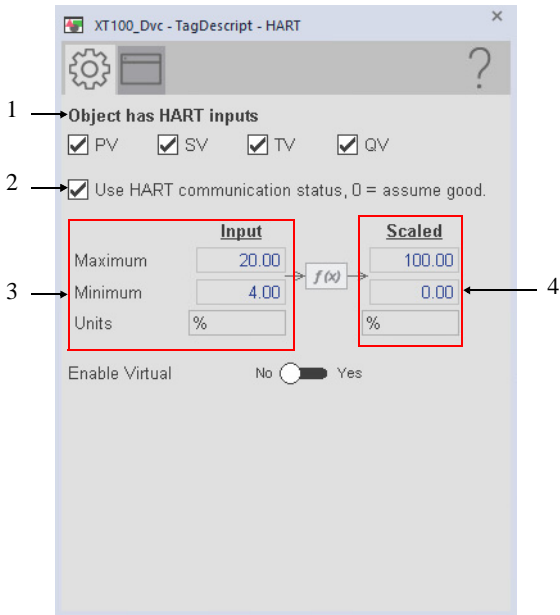 XT100_Dvc - TagDescript - HART ×
?
1 Object has HART inputs
PV SV TV QV
2 Use HART communication status, 0 = assume good.
Input Scaled
Maximum 20.00 f(x) 100.00
3 Minimum 4.00 0.00 4
Units % %
Enable Virtual No Yes